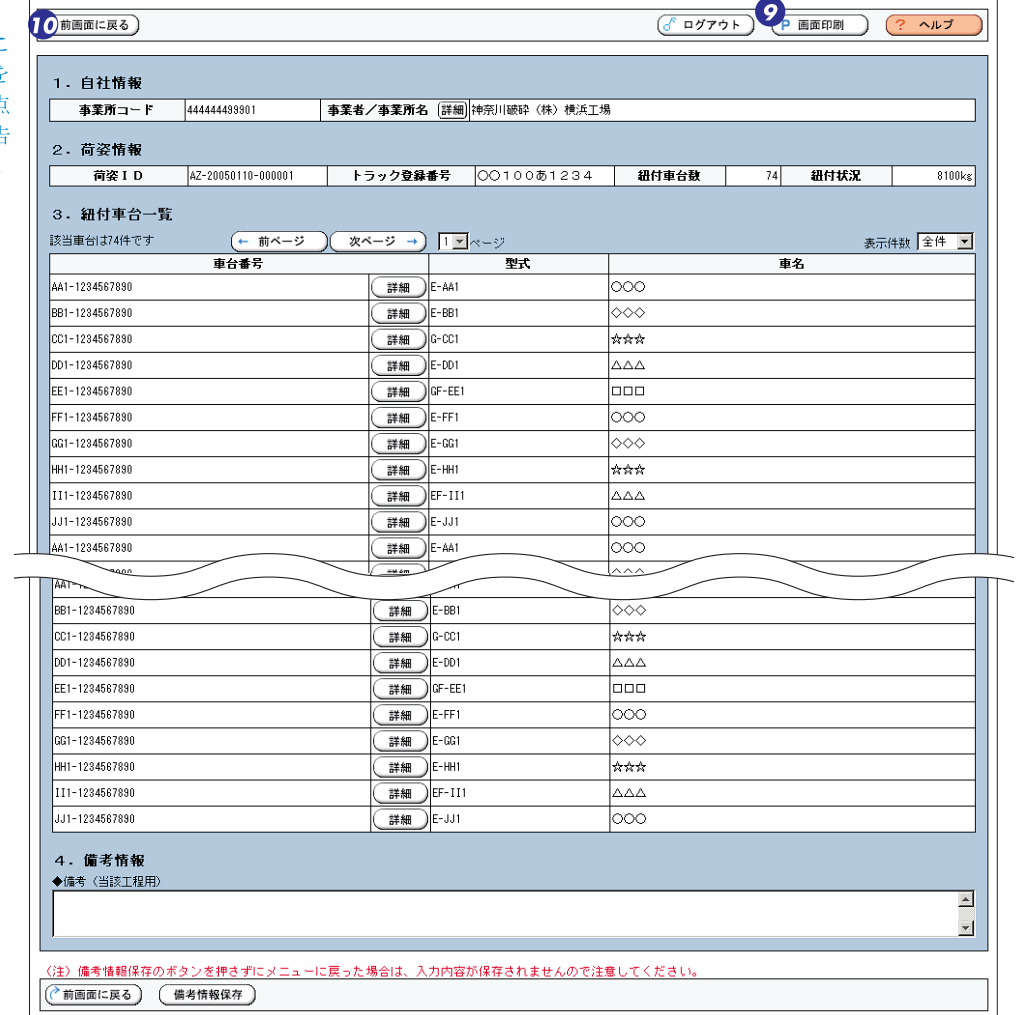 10 前画面に戻る ログアウト 9 P 画面印刷 ? ヘルプ
に
を
点
告
1．自社情報
事業所コード 444444499901 事業者／事業所名 詳細 神奈川破砕（株）横浜工場
2．荷姿情報
荷姿ＩＤ AZ-20050110-000001 トラック登録番号 〇〇１００あ１２３４ 紐付車台数 74 紐付状況 8100kg
3．紐付車台一覧
該当車台は74件です ← 前ページ 次ページ → 1 ページ 表示件数 全件
車台番号 型式 車名
AA1-1234567890 詳細 E-AA1 ○○○
BB1-1234567890 詳細 E-BB1 ◇◇◇
CC1-1234567890 詳細 G-CC1 ☆☆☆
DD1-1234567890 詳細 E-DD1 △△△
EE1-1234567890 詳細 GF-EE1 □□□
FF1-1234567890 詳細 E-FF1 ○○○
GG1-1234567890 詳細 E-GG1 ◇◇◇
HH1-1234567890 詳細 E-HH1 ☆☆☆
II1-1234567890 詳細 EF-II1 △△△
JJ1-1234567890 詳細 E-JJ1 ○○○
AA1-1234567890 詳細 E-AA1 ○○○
BB1-1234567890 詳細 E-BB1 ◇◇◇
CC1-1234567890 詳細 G-CC1 ☆☆☆
DD1-1234567890 詳細 E-DD1 △△△
EE1-1234567890 詳細 GF-EE1 □□□
FF1-1234567890 詳細 E-FF1 ○○○
GG1-1234567890 詳細 E-GG1 ◇◇◇
HH1-1234567890 詳細 E-HH1 ☆☆☆
II1-1234567890 詳細 EF-II1 △△△
JJ1-1234567890 詳細 E-JJ1 ○○○
4．備考情報
◆備考（当該工程用）
（注）備考情報保存のボタンを押さずにメニューに戻った場合は、入力内容が保存されませんので注意してください。
前画面に戻る 備考情報保存